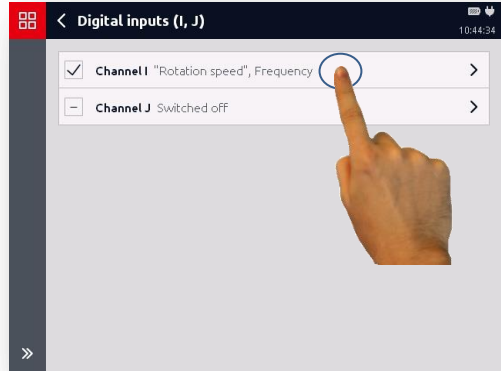 Digital inputs (I, J)
10:44:34
Channel I "Rotation speed", Frequency
Channel J Switched off